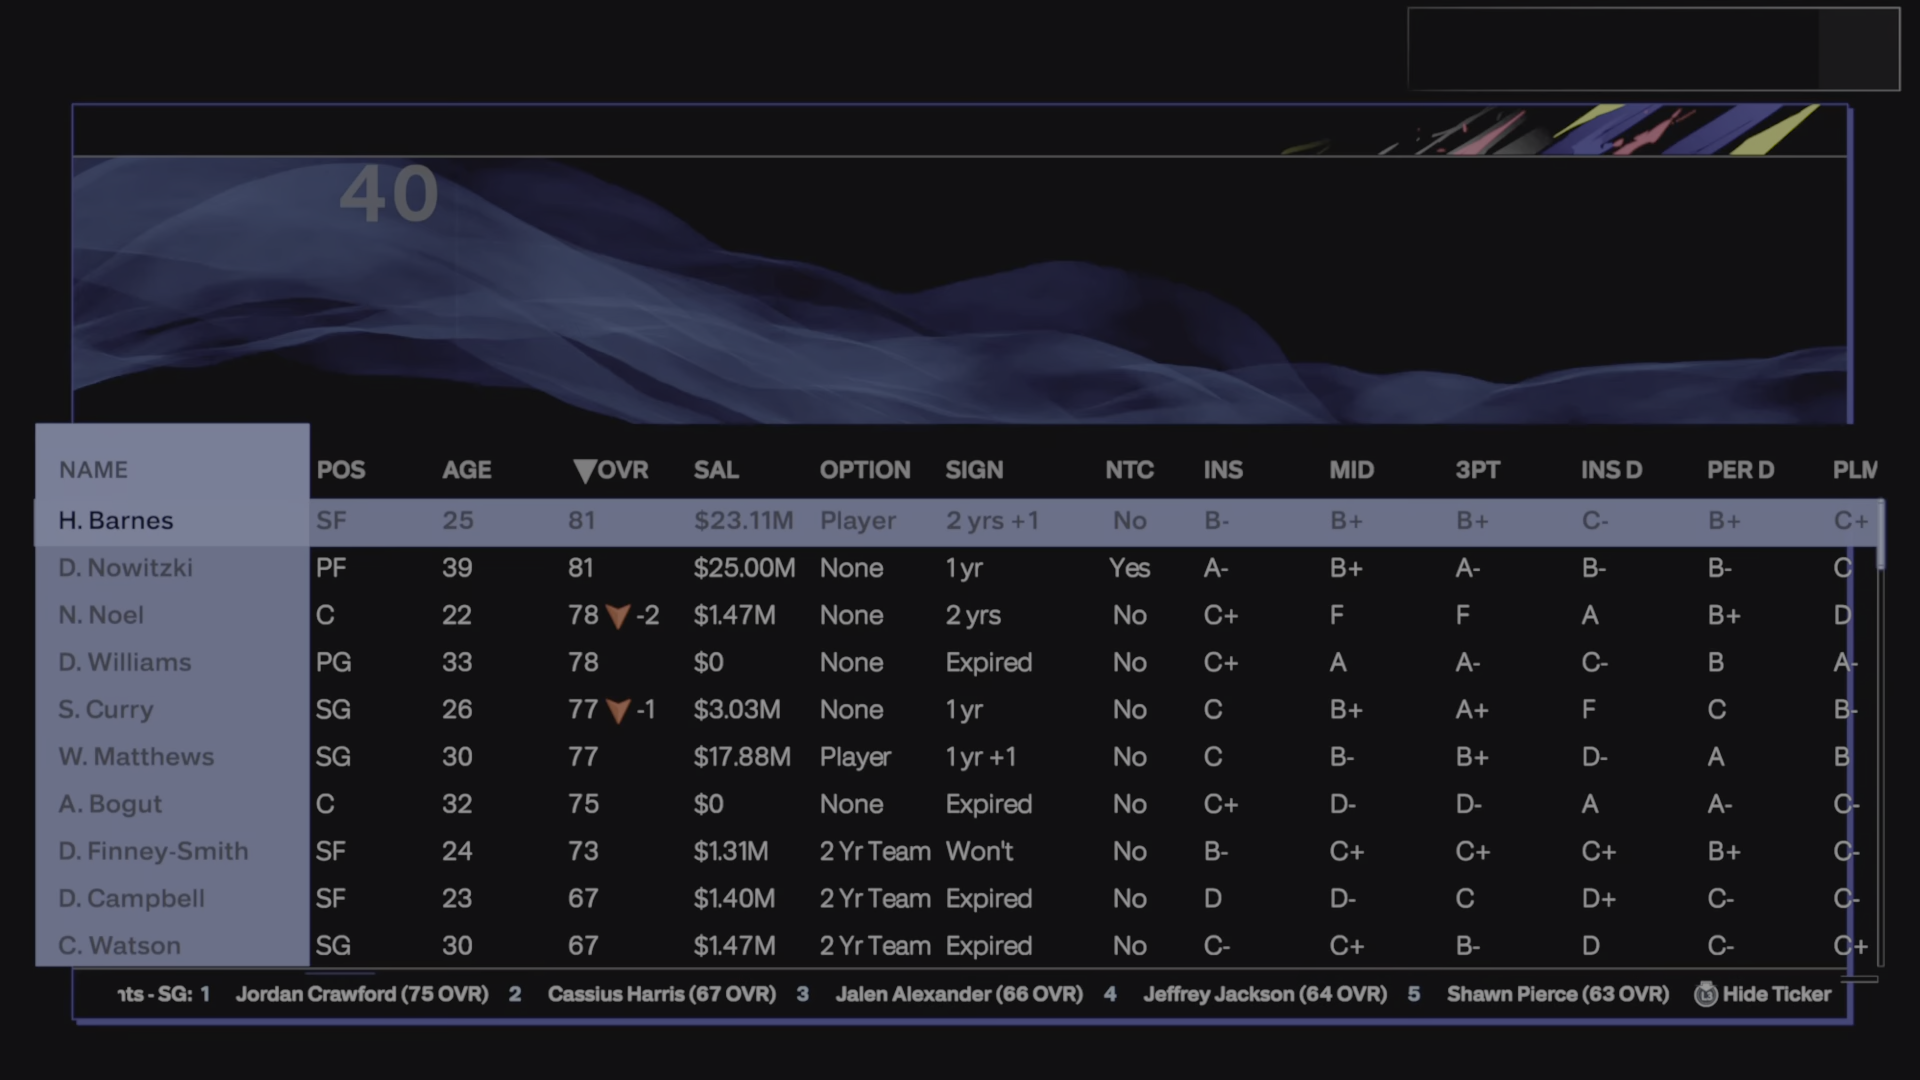 40
NAME POS AGE ▼OVR SAL OPTION SIGN NTC INS MID 3PT INS D PER D PLM
H. Barnes SF 25 81 $23.11M Player 2 yrs +1 No B- B+ B+ C- B+ C+
D. Nowitzki PF 39 81 $25.00M None 1 yr Yes A- B+ A- B- B- C
N. Noel C 22 78 -2 $1.47M None 2 yrs No C+ F F A B+ D
D. Williams PG 33 78 $0 None Expired No C+ A A- C- B A-
S. Curry SG 26 77 -1 $3.03M None 1 yr No C B+ A+ F C B-
W. Matthews SG 30 77 $17.88M Player 1 yr +1 No C B- B+ D- A B
A. Bogut C 32 75 $0 None Expired No C+ D- D- A A- C-
D. Finney-Smith SF 24 73 $1.31M 2 Yr Team Won't No B- C+ C+ C+ B+ C-
D. Campbell SF 23 67 $1.40M 2 Yr Team Expired No D D- C D+ C- C-
C. Watson SG 30 67 $1.47M 2 Yr Team Expired No C- C+ B- D C- C+
nts - SG: 1 Jordan Crawford (75 OVR) 2 Cassius Harris (67 OVR) 3 Jalen Alexander (66 OVR) 4 Jeffrey Jackson (64 OVR) 5 Shawn Pierce (63 OVR) L3 Hide Ticker